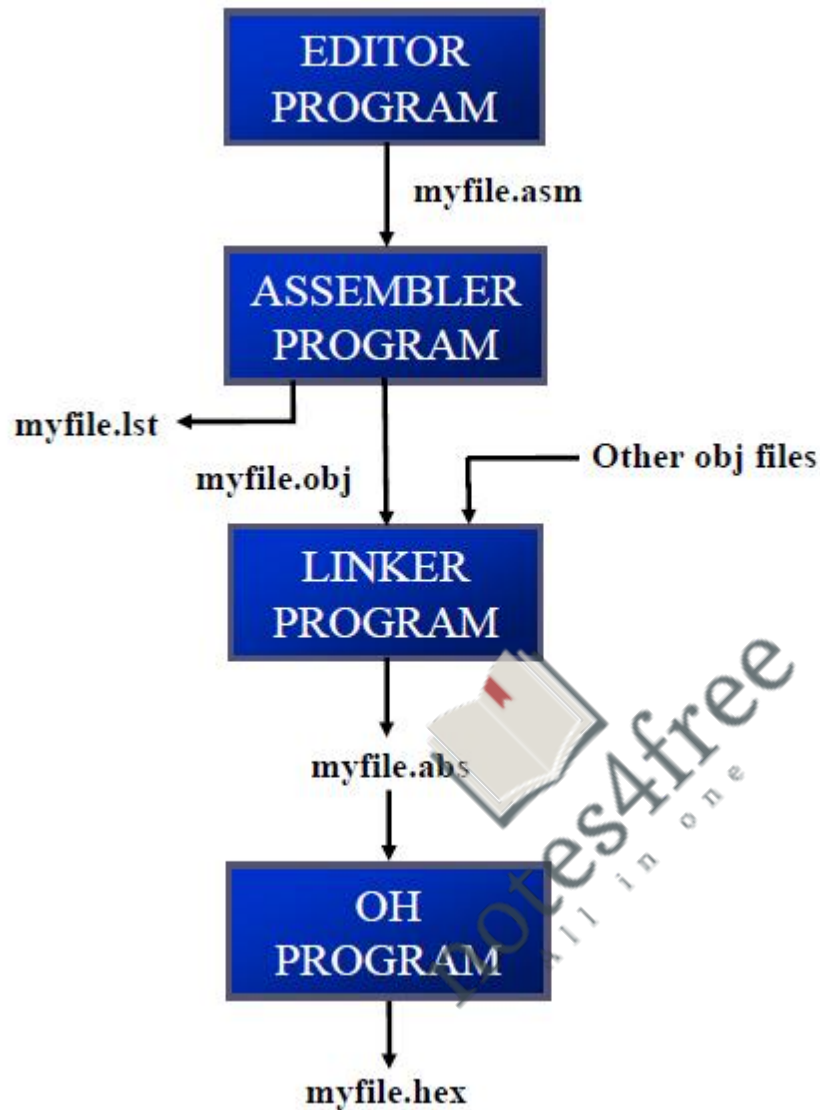 EDITOR
PROGRAM
myfile.asm
ASSEMBLER
PROGRAM
myfile.lst
myfile.obj
Other obj files
LINKER
PROGRAM
myfile.abs
OH
PROGRAM
myfile.hex
notes4free
All in one